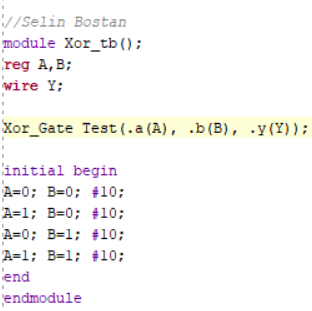 //Selin Bostan
module Xor_tb();
reg A,B;
wire Y;
Xor_Gate Test(.a(A), .b(B), .y(Y));
initial begin
A=0; B=0; #10;
A=1; B=0; #10;
A=0; B=1; #10;
A=1; B=1; #10;
end
endmodule